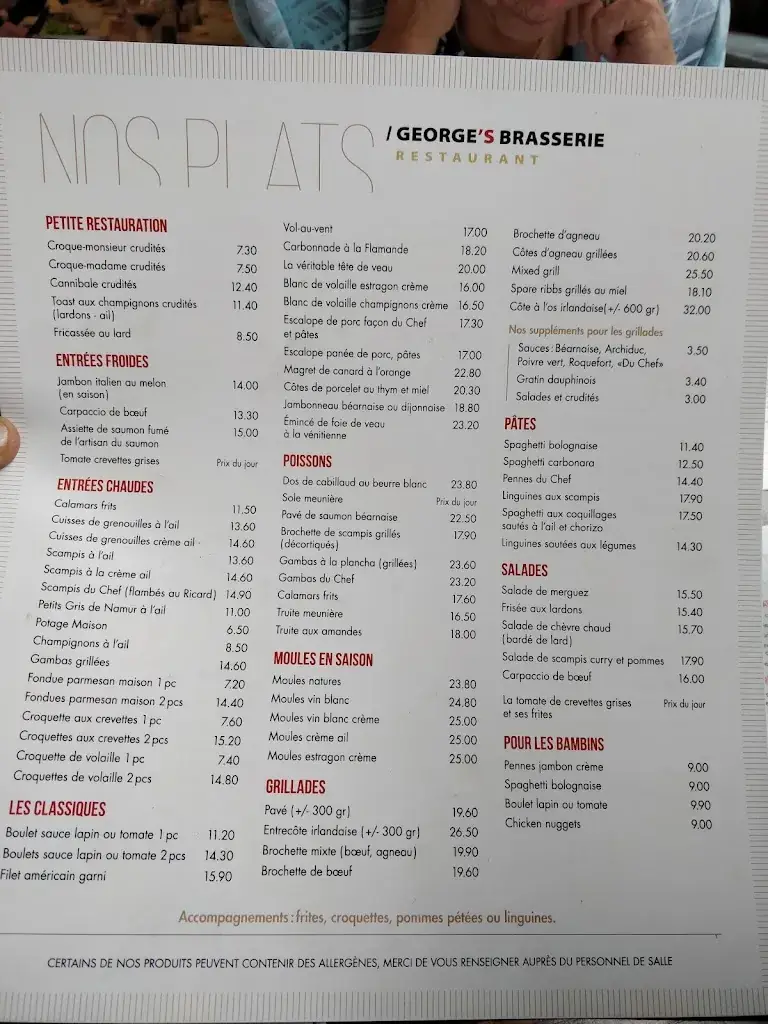 NOS PLATS
/ GEORGE'S BRASSERIE
RESTAURANT
PETITE RESTAURATION
Croque-monsieur crudités 7.30
Croque-madame crudités 7.50
Cannibale crudités 12.40
Toast aux champignons crudités 11.40
(lardons - ail)
Fricassée au lard 8.50
ENTRÉES FROIDES
Jambon italien au melon 14.00
(en saison)
Carpaccio de bœuf 13.30
Assiette de saumon fumé 15.00
de l'artisan du saumon
Tomate crevettes grises Prix du jour
ENTRÉES CHAUDES
Calamars frits 11.50
Cuisses de grenouilles à l'ail 13.60
Cuisses de grenouilles crème ail 14.60
Scampis à l'ail 13.60
Scampis à la crème ail 14.60
Scampis du Chef (flambés au Ricard) 14.90
Petits Gris de Namur à l'ail 11.00
Potage Maison 6.50
Champignons à l'ail 8.50
Gambas grillées 14.60
Fondue parmesan maison 1 pc 7.20
Fondues parmesan maison 2 pcs 14.40
Croquette aux crevettes 1 pc 7.60
Croquettes aux crevettes 2 pcs 15.20
Croquette de volaille 1 pc 7.40
Croquettes de volaille 2 pcs 14.80
LES CLASSIQUES
Boulet sauce lapin ou tomate 1 pc 11.20
Boulets sauce lapin ou tomate 2 pcs 14.30
Filet américain garni 15.90
Vol-au-vent 17.00
Carbonnade à la Flamande 18.20
La véritable tête de veau 20.00
Blanc de volaille estragon crème 16.00
Blanc de volaille champignons crème 16.50
Escalope de porc façon du Chef 17.30
et pâtes
Escalope panée de porc, pâtes 17.00
Magret de canard à l'orange 22.80
Côtes de porcelet au thym et miel 20.30
Jambonneau béarnaise ou dijonnaise 18.80
Émincé de foie de veau 23.20
à la vénitienne
POISSONS
Dos de cabillaud au beurre blanc 23.80
Sole meunière Prix du jour
Pavé de saumon béarnaise 22.50
Brochette de scampis grillés 17.90
(décortiqués)
Gambas à la plancha (grillées) 23.60
Gambas du Chef 23.20
Calamars frits 17.60
Truite meunière 16.50
Truite aux amandes 18.00
MOULES EN SAISON
Moules natures 23.80
Moules vin blanc 24.80
Moules vin blanc crème 25.00
Moules crème ail 25.00
Moules estragon crème 25.00
GRILLADES
Pavé (+/- 300 gr) 19.60
Entrecôte irlandaise (+/- 300 gr) 26.50
Brochette mixte (bœuf, agneau) 19.90
Brochette de bœuf 19.60
Brochette d'agneau 20.20
Côtes d'agneau grillées 20.60
Mixed grill 25.50
Spare ribbs grillés au miel 18.10
Côte à l'os irlandaise(+/- 600 gr) 32.00
Nos suppléments pour les grillades
Sauces : Béarnaise, Archiduc, 3.50
Poivre vert, Roquefort, «Du Chef»
Gratin dauphinois 3.40
Salades et crudités 3.00
PÂTES
Spaghetti bolognaise 11.40
Spaghetti carbonara 12.50
Pennes du Chef 14.40
Linguines aux scampis 17.90
Spaghetti aux coquillages 17.50
sautés à l'ail et chorizo
Linguines sautées aux légumes 14.30
SALADES
Salade de merguez 15.50
Frisée aux lardons 15.40
Salade de chèvre chaud 15.70
(bardé de lard)
Salade de scampis curry et pommes 17.90
Carpaccio de bœuf 16.00
La tomate de crevettes grises Prix du jour
et ses frites
POUR LES BAMBINS
Pennes jambon crème 9.00
Spaghetti bolognaise 9.00
Boulet lapin ou tomate 9.90
Chicken nuggets 9.00
Accompagnements : frites, croquettes, pommes pétées ou linguines.
CERTAINS DE NOS PRODUITS PEUVENT CONTENIR DES ALLERGÈNES, MERCI DE VOUS RENSEIGNER AUPRÈS DU PERSONNEL DE SALLE